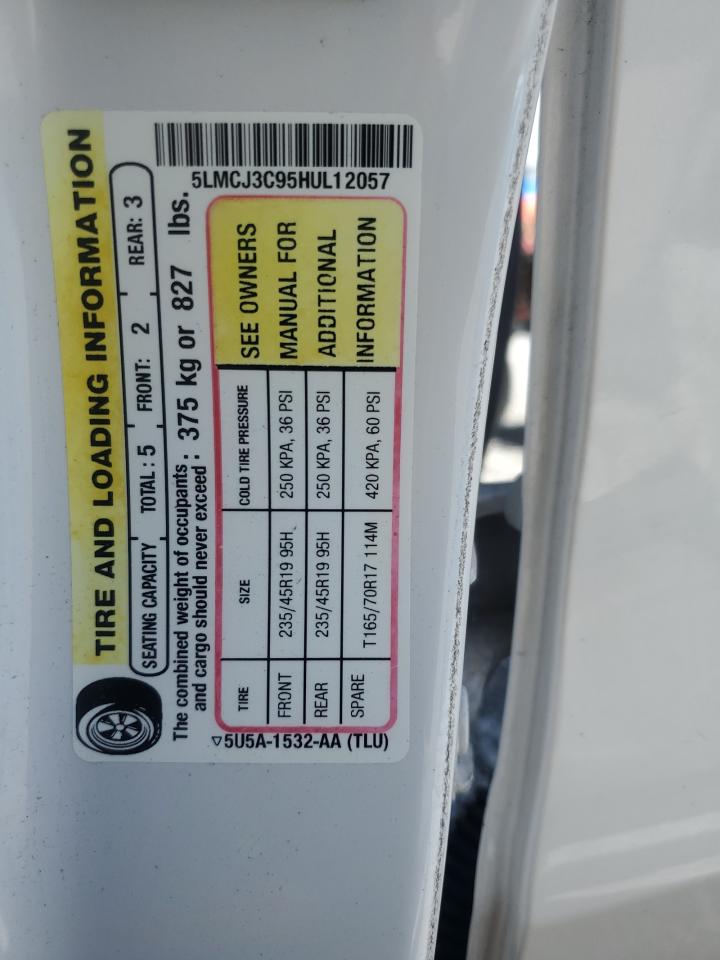 5LMCJ3C95HUL12057
TIRE AND LOADING INFORMATION
SEATING CAPACITY TOTAL : 5 FRONT: 2 REAR: 3
The combined weight of occupants and cargo should never exceed : 375 kg or 827 lbs.
TIRE SIZE COLD TIRE PRESSURE
FRONT 235/45R19 95H 250 KPA, 36 PSI
REAR 235/45R19 95H 250 KPA, 36 PSI
SPARE T165/70R17 114M 420 KPA, 60 PSI
SEE OWNERS
MANUAL FOR
ADDITIONAL
INFORMATION
5U5A-1532-AA (TLU)